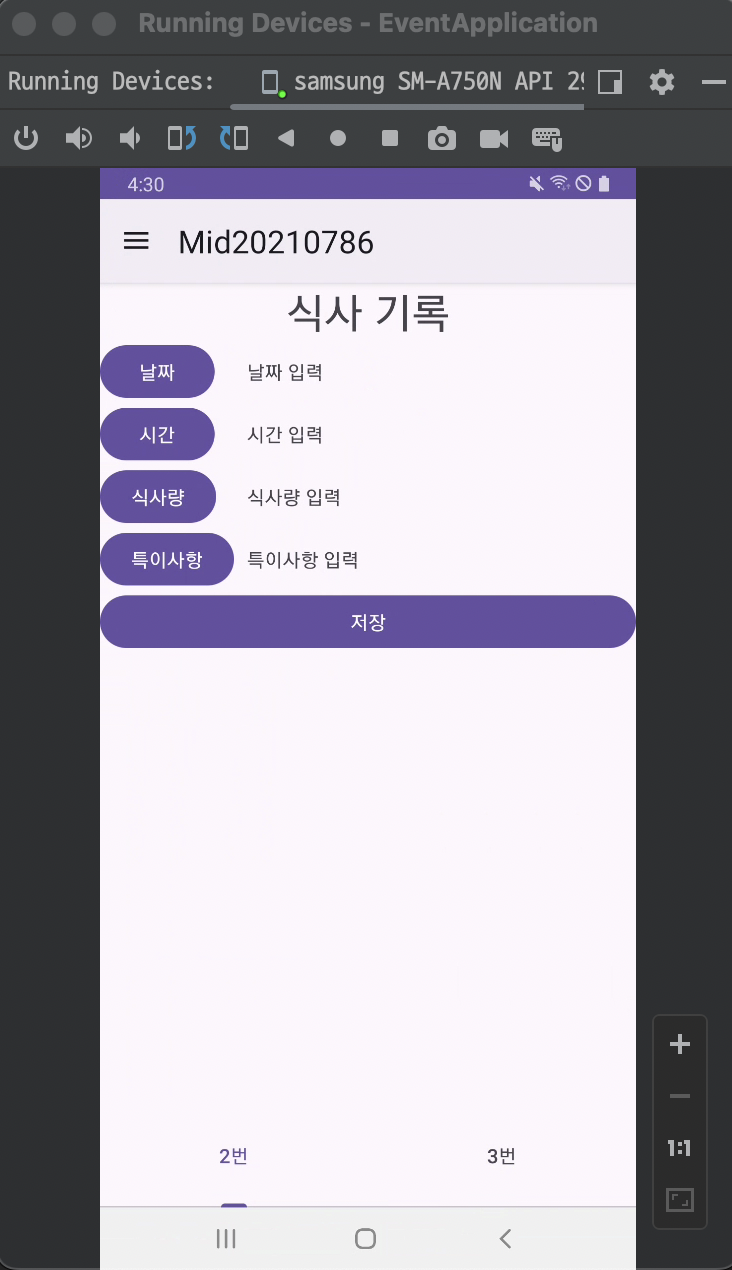 Running Devices - EventApplication
Running Devices: samsung SM-A750N API 29
4:30
Mid20210786
식사 기록
날짜 날짜 입력
시간 시간 입력
식사량 식사량 입력
특이사항 특이사항 입력
저장
2번 3번
1:1